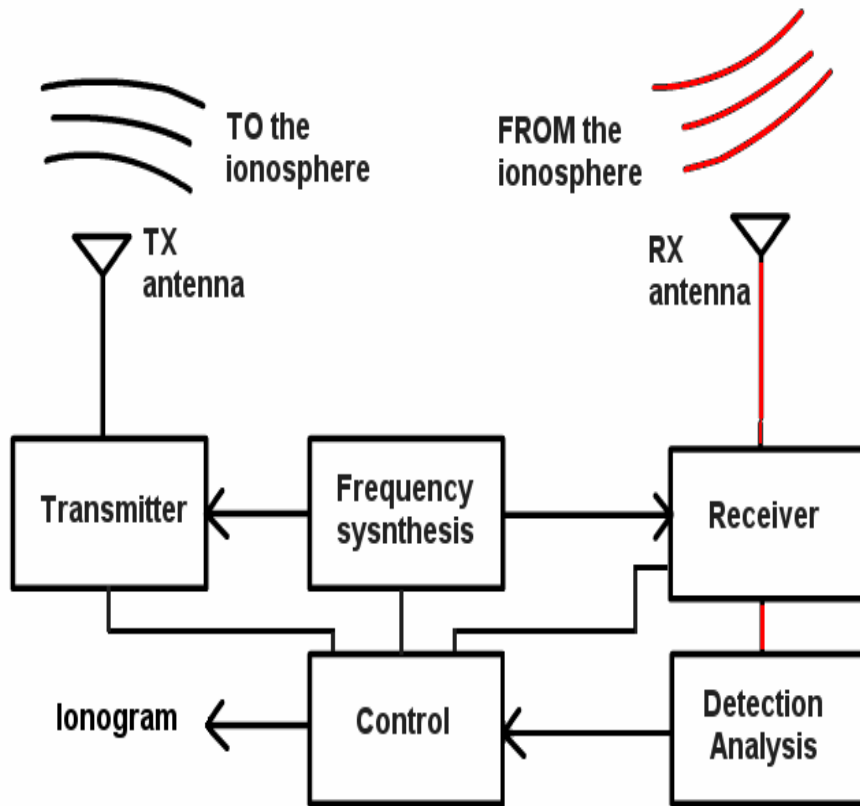 TO the
ionosphere
FROM the
ionosphere
TX
antenna
RX
antenna
Transmitter
Frequency
sysnthesis
Receiver
Ionogram
Control
Detection
Analysis